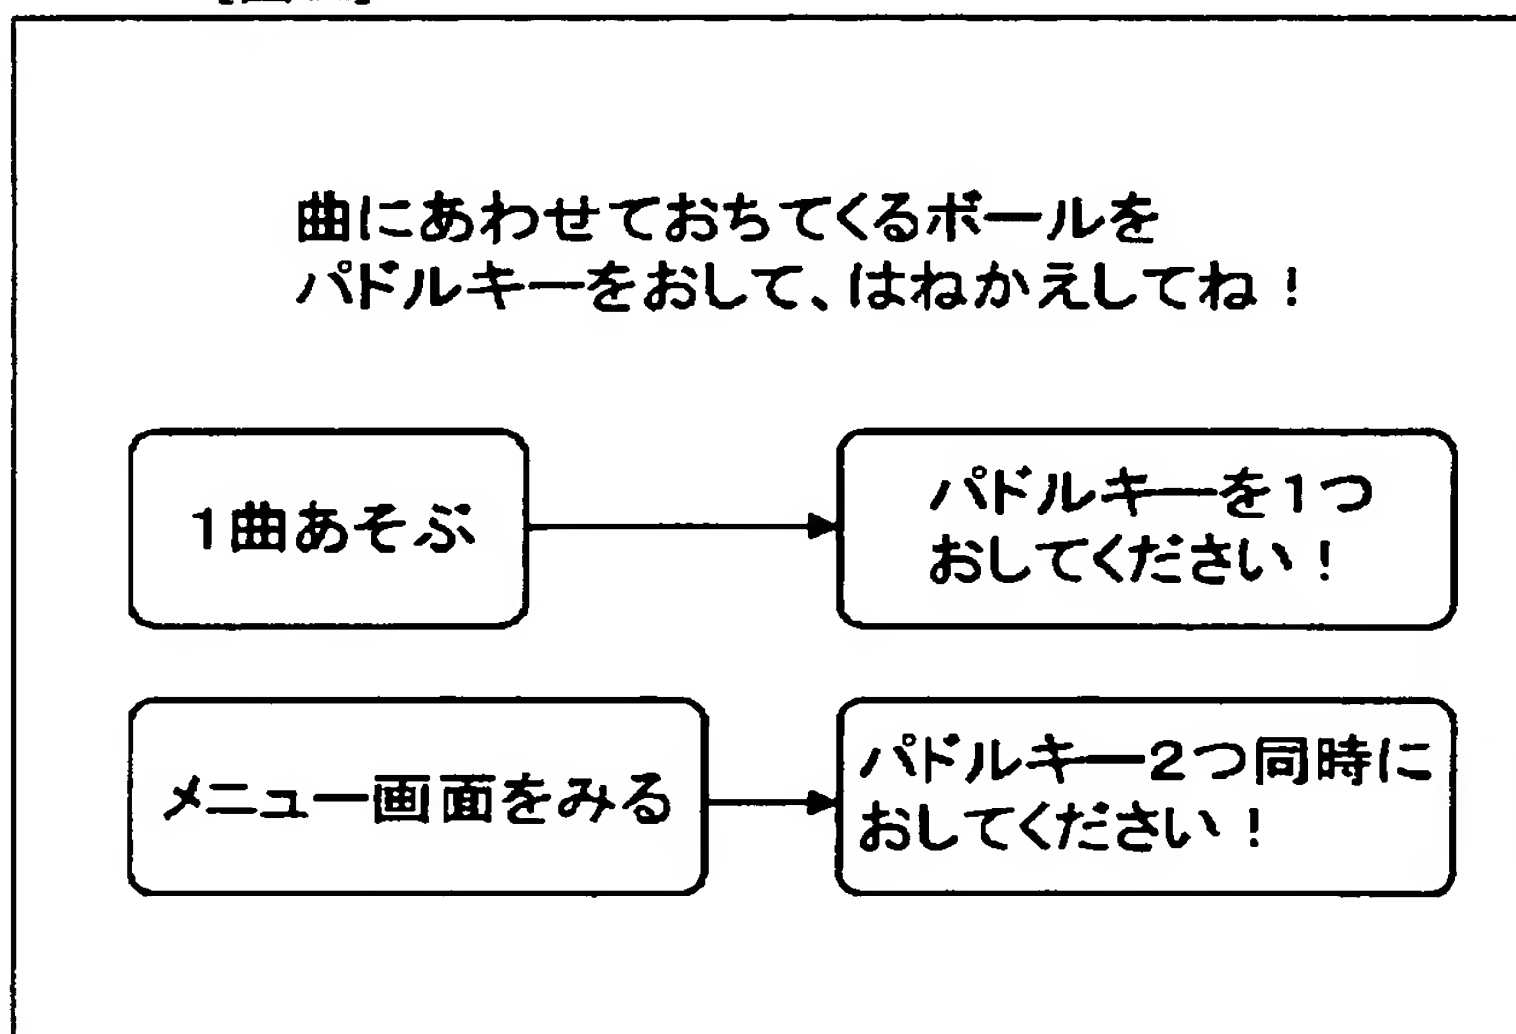 曲にあわせておちてくるボールを
パドルキーをおして、はねかえしてね！
1曲あそぶ
パドルキーを1つ
おしてください！
メニュー画面をみる
パドルキー2つ同時に
おしてください！